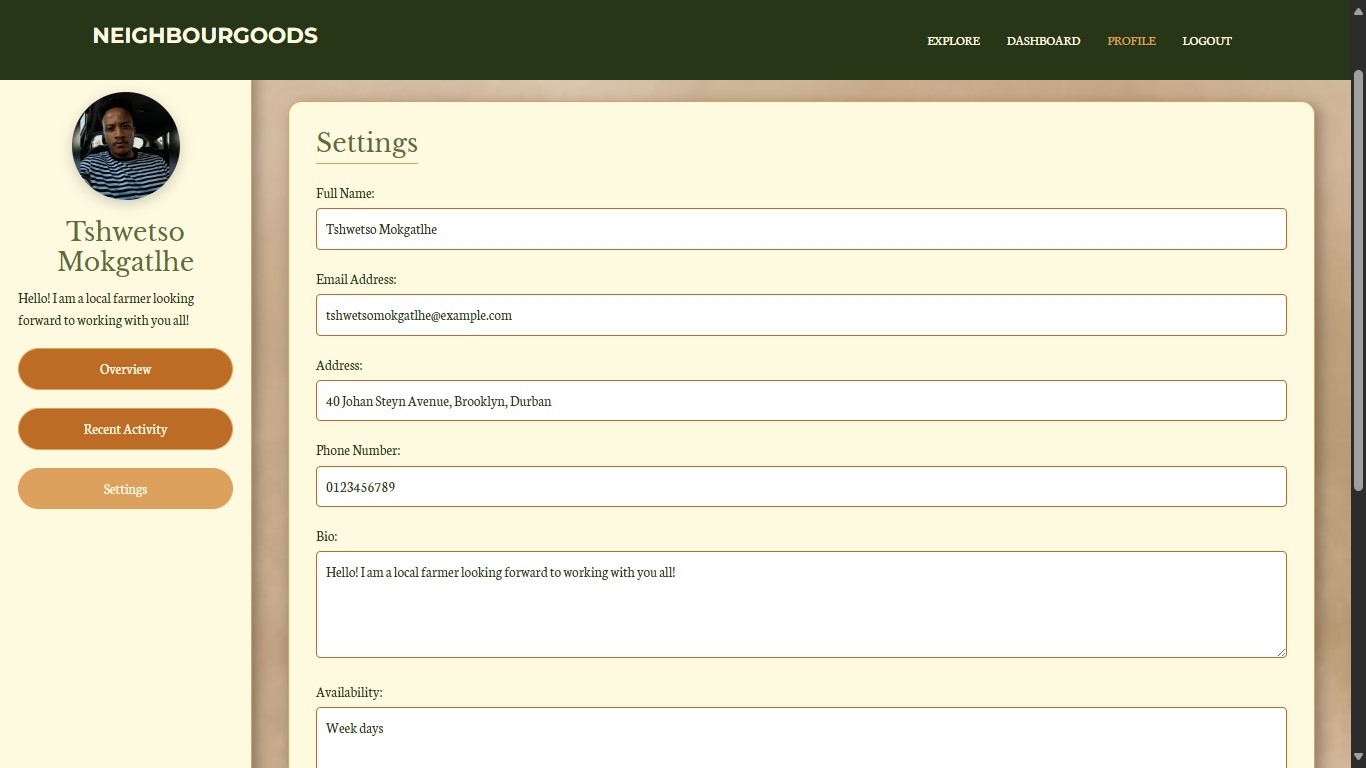 NEIGHBOURGOODS
EXPLORE DASHBOARD PROFILE LOGOUT
Tshwetso
Mokgatlhe
Hello! I am a local farmer looking
forward to working with you all!
Overview
Recent Activity
Settings
Settings
Full Name:
Tshwetso Mokgatlhe
Email Address:
tshwetsomokgatlhe@example.com
Address:
40 Johan Steyn Avenue, Brooklyn, Durban
Phone Number:
0123456789
Bio:
Hello! I am a local farmer looking forward to working with you all!
Availability:
Week days